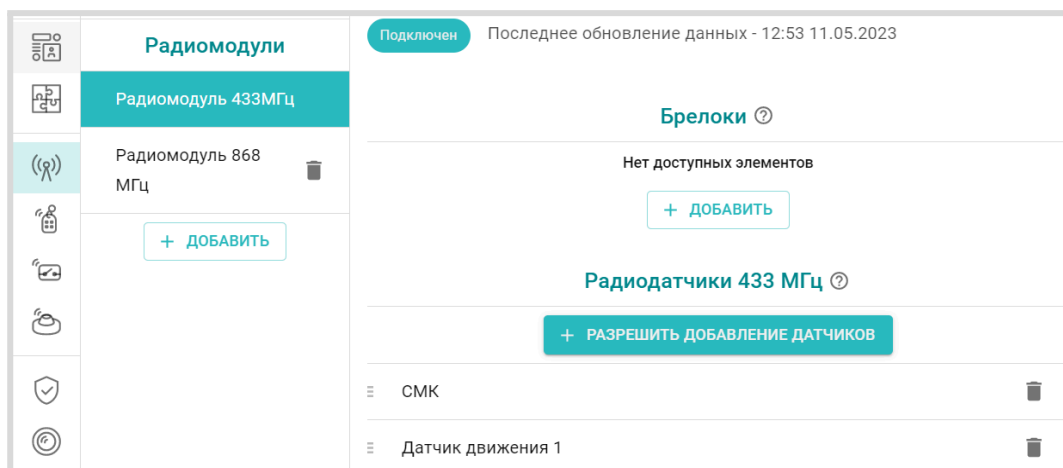 Радиомодули
Радиомодуль 433МГц
Радиомодуль 868
МГц
+ ДОБАВИТЬ
Подключен
Последнее обновление данных - 12:53 11.05.2023
Брелоки
Нет доступных элементов
+ ДОБАВИТЬ
Радиодатчики 433 МГц
+ РАЗРЕШИТЬ ДОБАВЛЕНИЕ ДАТЧИКОВ
СМК
Датчик движения 1